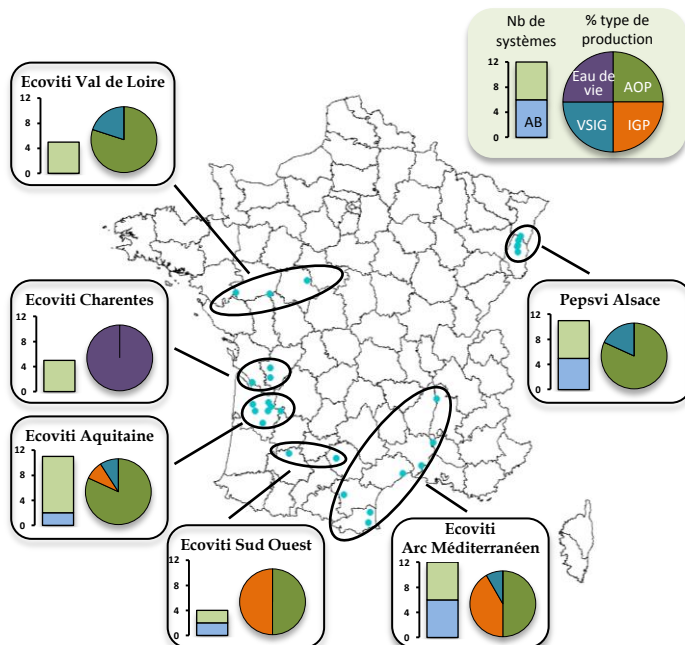 Nb de
systèmes
% type de
production
12
8
4
0
AB
Eau de
vie
AOP
VSIG
IGP
Ecoviti Val de Loire
12
8
4
0
Ecoviti Charentes
12
8
4
0
Pepsvi Alsace
12
8
4
0
Ecoviti Aquitaine
12
8
4
0
Ecoviti Sud Ouest
12
8
4
0
Ecoviti
Arc Méditerranéen
12
8
4
0